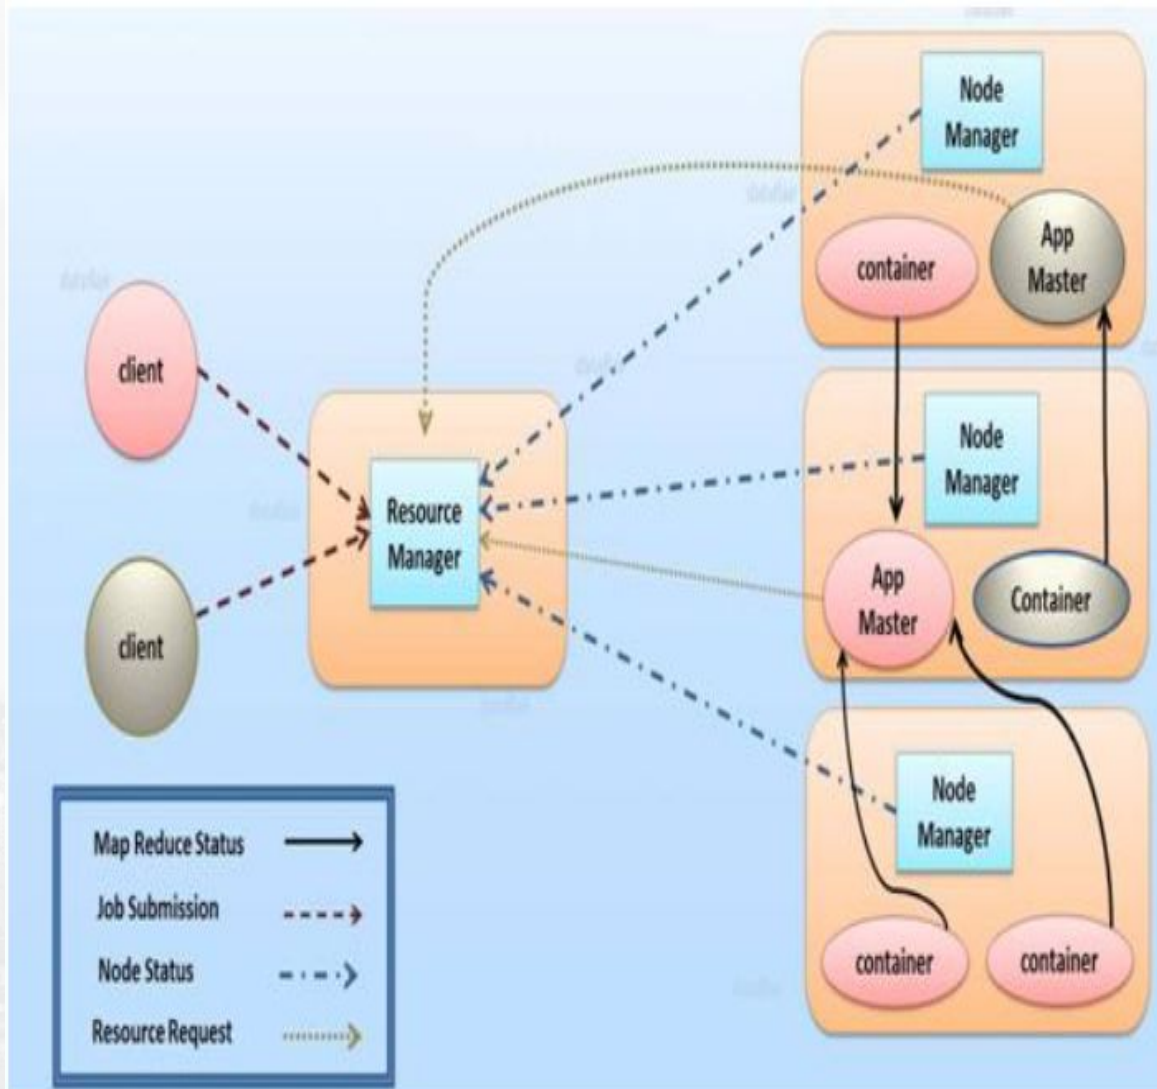 Node
Manager
container
App
Master
client
Node
Manager
Resource
Manager
App
Master
Container
client
Node
Manager
Map Reduce Status
Job Submission
Node Status
Resource Request
container
container